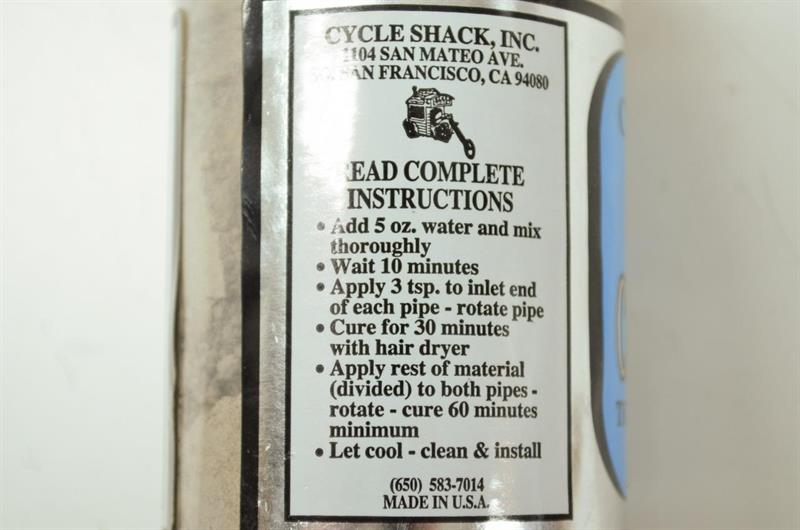 CYCLE SHACK, INC.
1104 SAN MATEO AVE.
SO. SAN FRANCISCO, CA 94080
READ COMPLETE
INSTRUCTIONS
• Add 5 oz. water and mix
thoroughly
• Wait 10 minutes
• Apply 3 tsp. to inlet end
of each pipe - rotate pipe
• Cure for 30 minutes
with hair dryer
• Apply rest of material
(divided) to both pipes -
rotate - cure 60 minutes
minimum
• Let cool - clean & install
(650) 583-7014
MADE IN U.S.A.